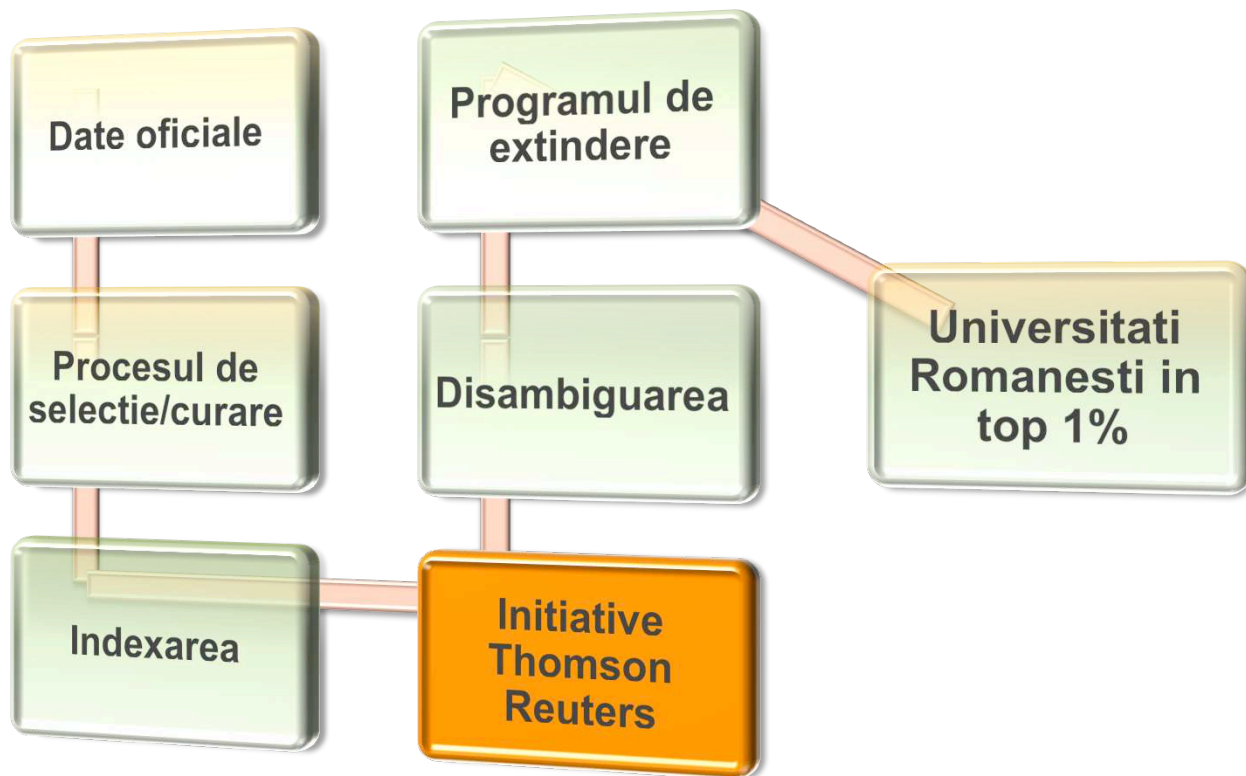 Date oficiale
Procesul de
selectie/curare
Indexarea
Initiative
Thomson
Reuters
Disambiguarea
Programul de
extindere
Universitati
Romanesti in
top 1%